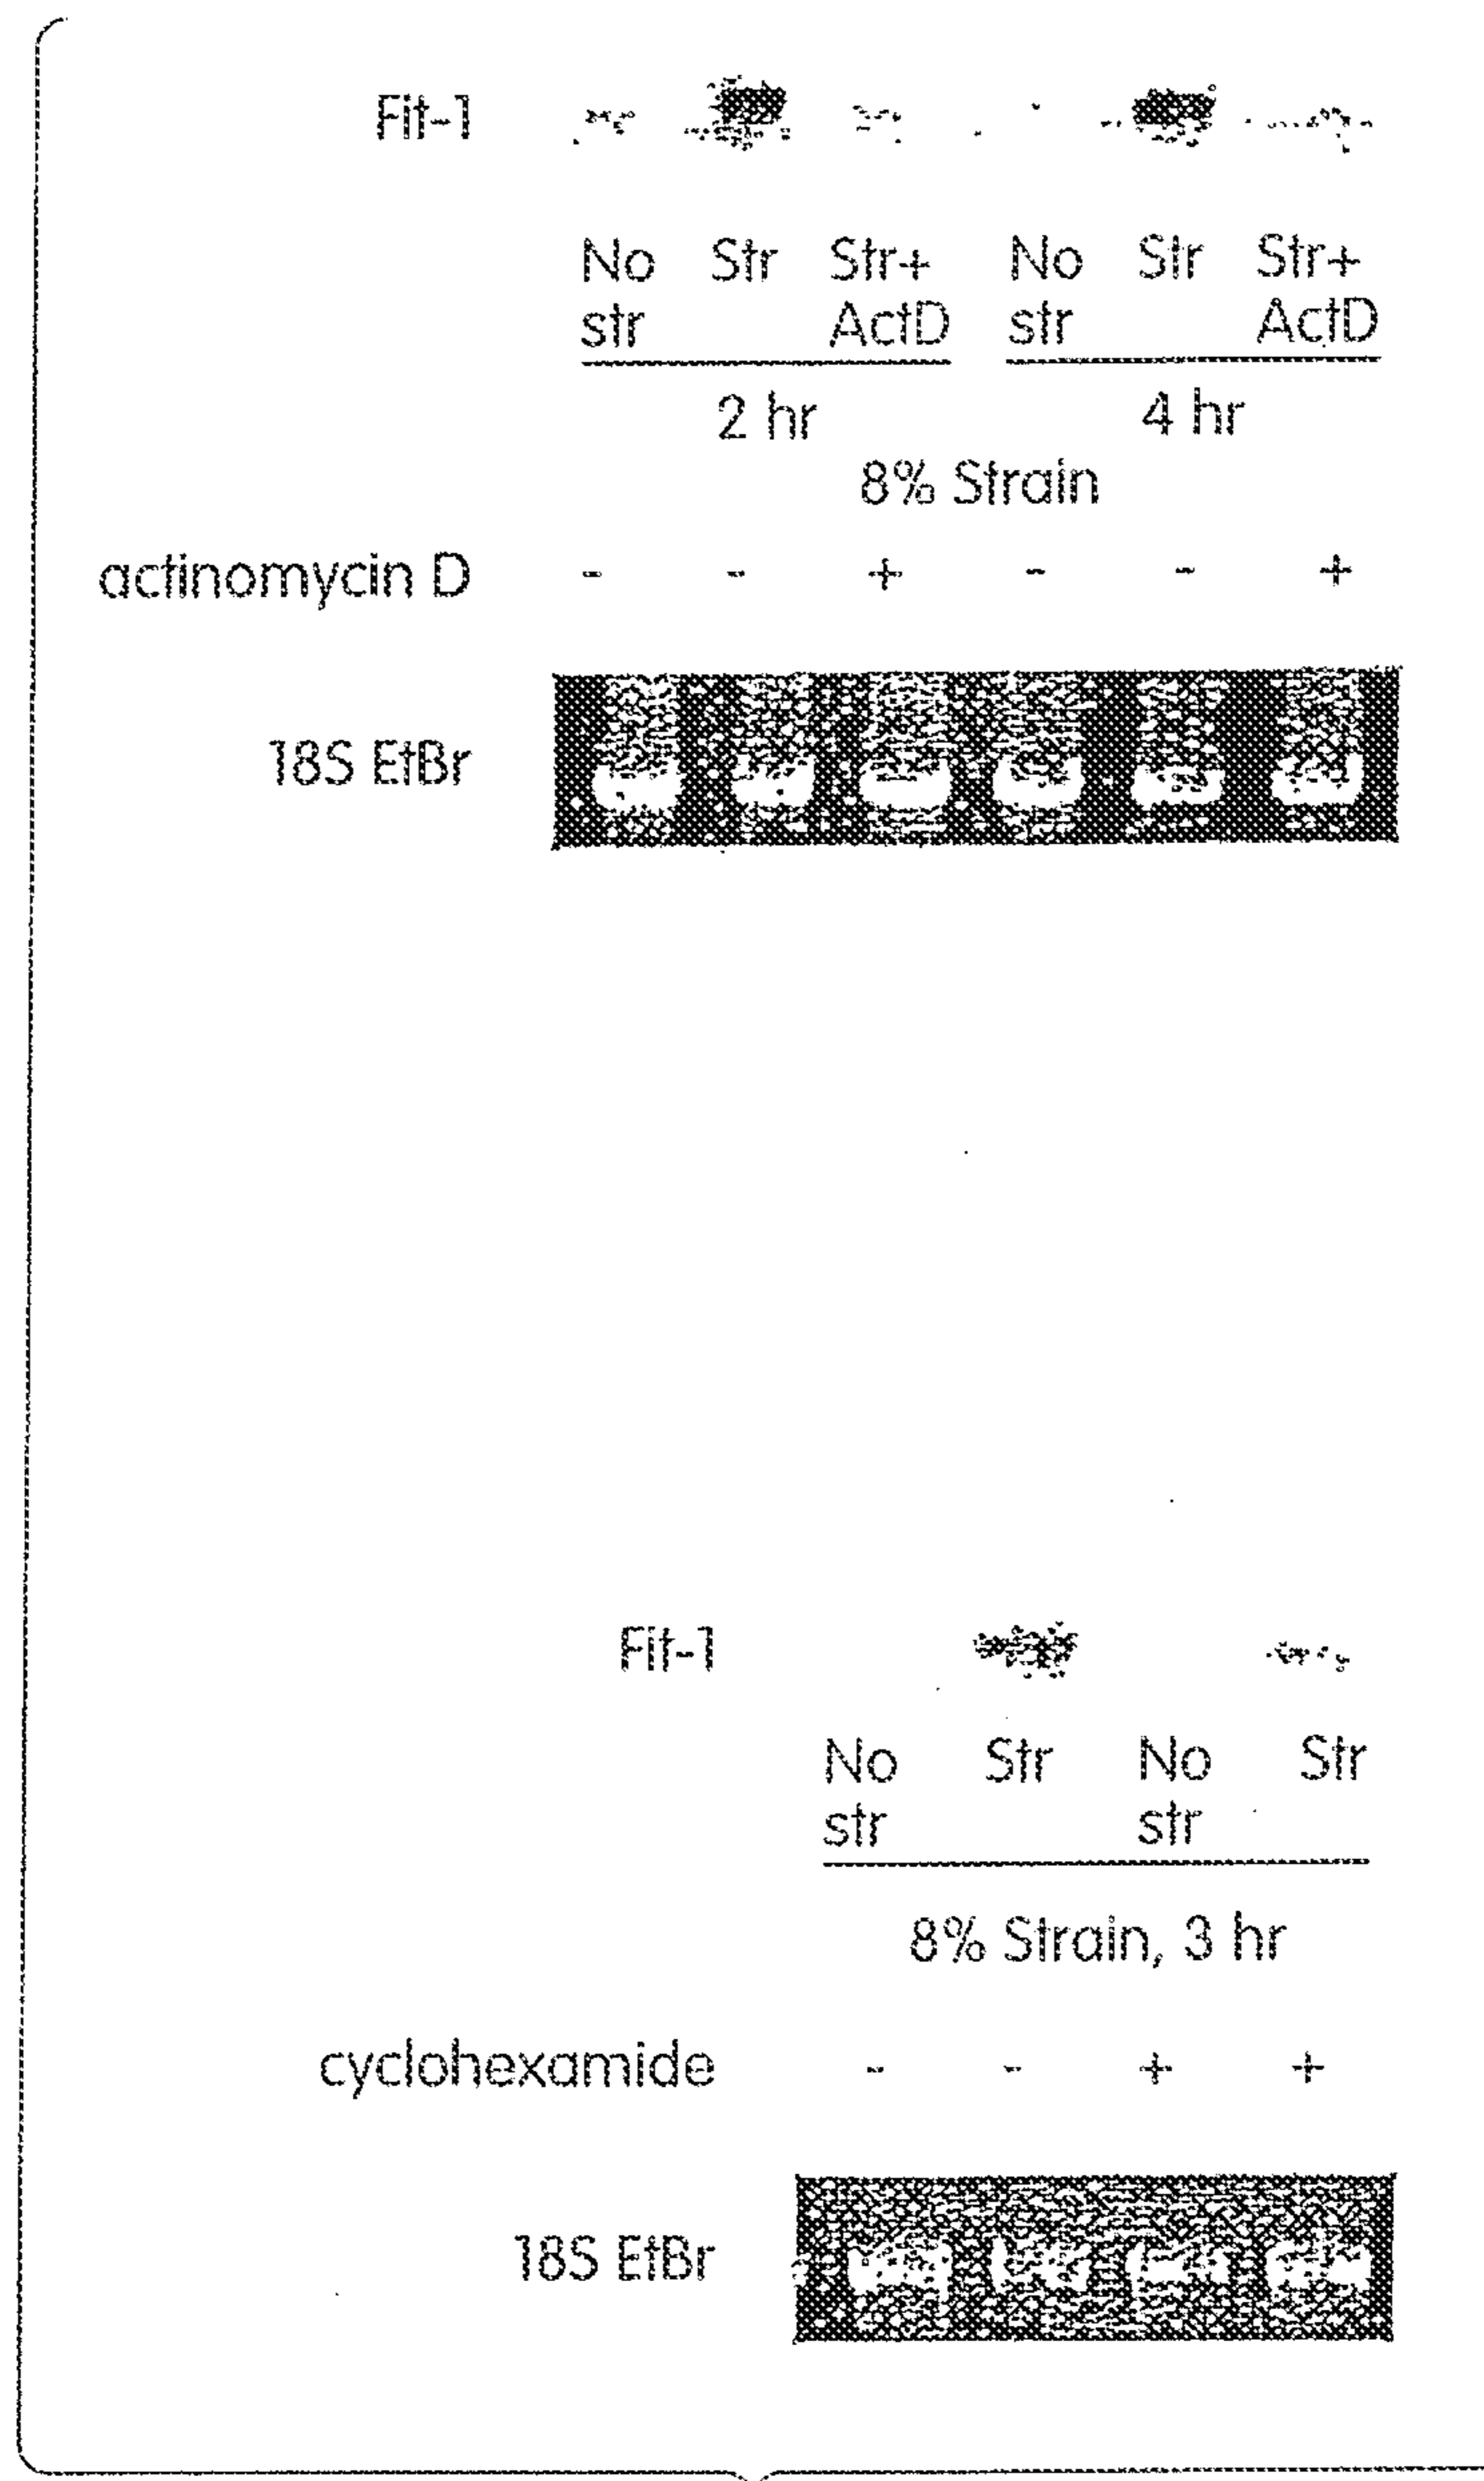 Fit-1
No Str Str+ No Str Str+
str ActD str ActD
2 hr 4 hr
8% Strain
actinomycin D - - + - - +
18S EtBr
Fit-1
No Str No Str
str str
8% Strain, 3 hr
cyclohexamide - - + +
18S EtBr